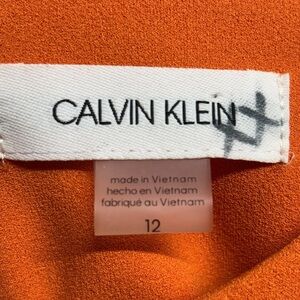 CALVIN KLEIN
made in Vietnam
hecho en Vietnam
fabriqué au Vietnam
12